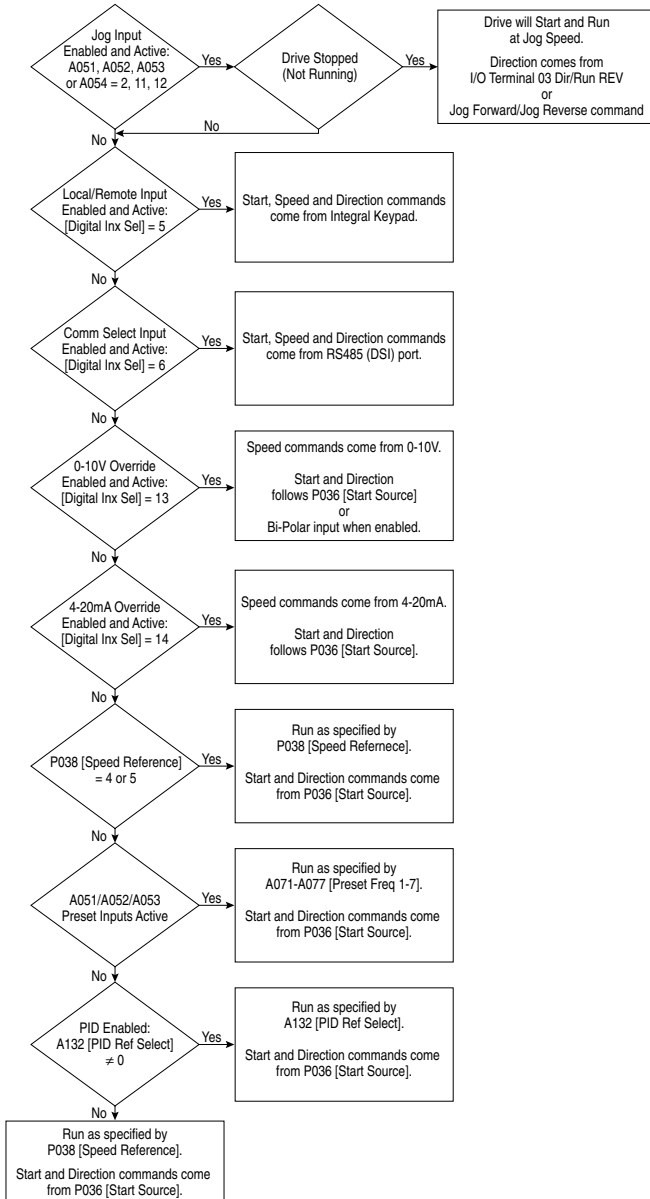 Jog Input
Enabled and Active:
A051, A052, A053
or A054 = 2, 11, 12
Yes
Drive Stopped
(Not Running)
Yes
Drive will Start and Run
at Jog Speed.
Direction comes from
I/O Terminal 03 Dir/Run REV
or
Jog Forward/Jog Reverse command
No
No
Local/Remote Input
Enabled and Active:
[Digital Inx Sel] = 5
Yes
Start, Speed and Direction commands
come from Integral Keypad.
No
Comm Select Input
Enabled and Active:
[Digital Inx Sel] = 6
Yes
Start, Speed and Direction commands
come from RS485 (DSI) port.
No
0-10V Override
Enabled and Active:
[Digital Inx Sel] = 13
Yes
Speed commands come from 0-10V.
Start and Direction
follows P036 [Start Source]
or
Bi-Polar input when enabled.
No
4-20mA Override
Enabled and Active:
[Digital Inx Sel] = 14
Yes
Speed commands come from 4-20mA.
Start and Direction
follows P036 [Start Source].
No
P038 [Speed Reference]
= 4 or 5
Yes
Run as specified by
P038 [Speed Refernece].
Start and Direction commands come
from P036 [Start Source].
No
A051/A052/A053
Preset Inputs Active
Yes
Run as specified by
A071-A077 [Preset Freq 1-7].
Start and Direction commands come
from P036 [Start Source].
No
PID Enabled:
A132 [PID Ref Select]
≠ 0
Yes
Run as specified by
A132 [PID Ref Select].
Start and Direction commands come
from P036 [Start Source].
No
Run as specified by
P038 [Speed Reference].
Start and Direction commands come
from P036 [Start Source].